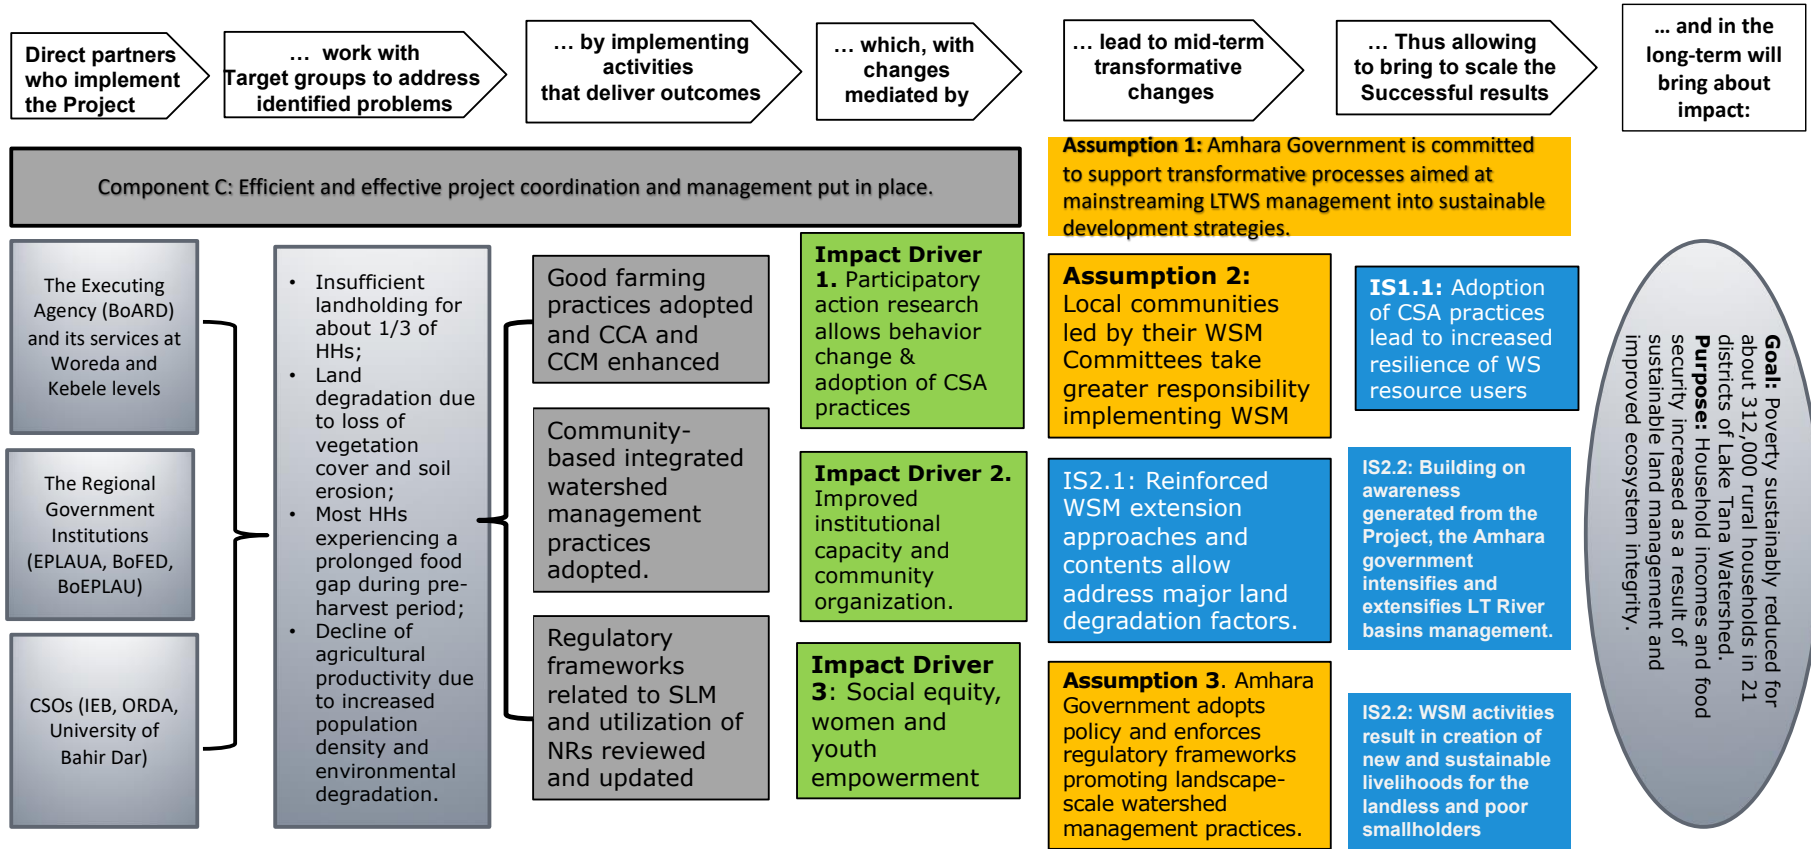 Direct partners
who implement
the Project
… work with
Target groups to address
identified problems
… by implementing
activities
that deliver outcomes
… which, with
changes
mediated by
… lead to mid-term
transformative
changes
… Thus allowing
to bring to scale the
Successful results
… and in the
long-term will
bring about
impact:
Component C: Efficient and effective project coordination and management put in place.
Assumption 1: Amhara Government is committed
to support transformative processes aimed at
mainstreaming LTWS management into sustainable
development strategies.
The Executing
Agency (BoARD)
and its services at
Woreda and
Kebele levels
The Regional
Government
Institutions
(EPLAUA, BoFED,
BoEPLAU)
CSOs (IEB, ORDA,
University of
Bahir Dar)
• Insufficient
landholding for
about 1/3 of
HHs;
• Land
degradation due
to loss of
vegetation
cover and soil
erosion;
• Most HHs
experiencing a
prolonged food
gap during pre-
harvest period;
• Decline of
agricultural
productivity due
to increased
population
density and
environmental
degradation.
Good farming
practices adopted
and CCA and
CCM enhanced
Community-
based integrated
watershed
management
practices
adopted.
Regulatory
frameworks
related to SLM
and utilization of
NRs reviewed
and updated
Impact Driver
1. Participatory
action research
allows behavior
change &
adoption of CSA
practices
Impact Driver 2.
Improved
institutional
capacity and
community
organization.
Impact Driver
3: Social equity,
women and
youth
empowerment
Assumption 2:
Local communities
led by their WSM
Committees take
greater responsibility
implementing WSM
IS2.1: Reinforced
WSM extension
approaches and
contents allow
address major land
degradation factors.
Assumption 3. Amhara
Government adopts
policy and enforces
regulatory frameworks
promoting landscape-
scale watershed
management practices.
IS1.1: Adoption
of CSA practices
lead to increased
resilience of WS
resource users
IS2.2: Building on
awareness
generated from the
Project, the Amhara
government
intensifies and
extensifies LT River
basins management.
IS2.2: WSM activities
result in creation of
new and sustainable
livelihoods for the
landless and poor
smallholders
Goal: Poverty sustainably reduced for
about 312,000 rural households in 21
districts of Lake Tana Watershed.
Purpose: Household incomes and food
security increased as a result of
sustainable land management and
improved ecosystem integrity.